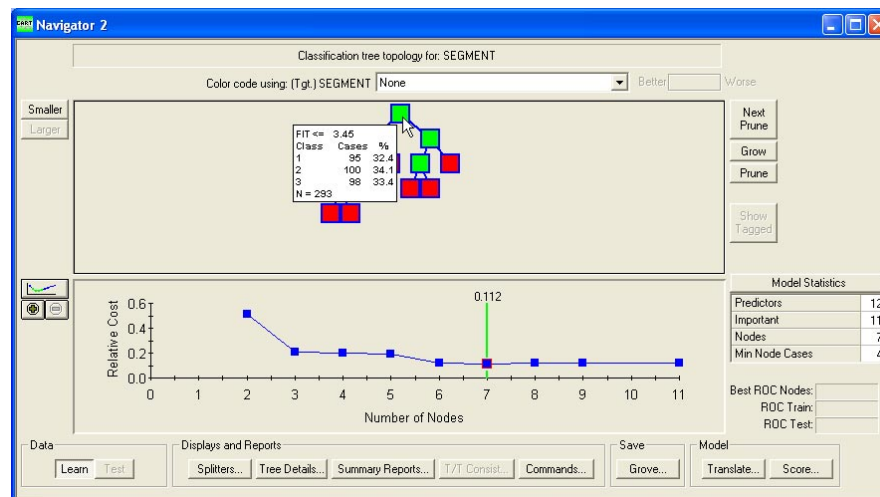 CART Navigator 2
Classification tree topology for: SEGMENT
Color code using: (Tgt.) SEGMENT None Better Worse
Smaller
Larger
FIT <= 3.45
Class Cases %
1 95 32.4
2 100 34.1
3 98 33.4
N = 293
Next
Prune
Grow
Prune
Show
Tagged
Relative Cost
0.6
0.4
0.2
0.0
0.112
0 1 2 3 4 5 6 7 8 9 10 11
Number of Nodes
Model Statistics
Predictors 12
Important 11
Nodes 7
Min Node Cases 4
Best ROC Nodes:
ROC Train:
ROC Test:
Data
Learn Test
Displays and Reports
Splitters... Tree Details... Summary Reports... T/T Consist... Commands...
Save
Grove...
Model
Translate... Score...